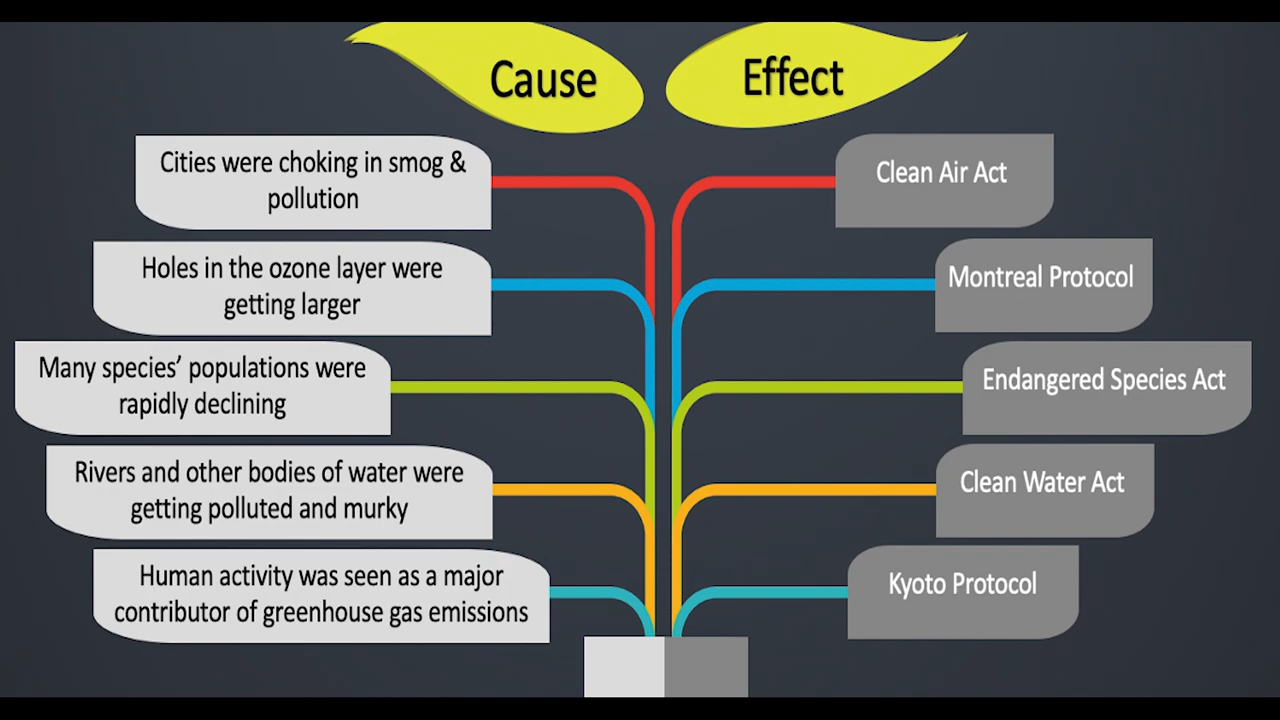 Cause
Effect
Cities were choking in smog &
pollution
Clean Air Act
Holes in the ozone layer were
getting larger
Montreal Protocol
Many species’ populations were
rapidly declining
Endangered Species Act
Rivers and other bodies of water were
getting polluted and murky
Clean Water Act
Human activity was seen as a major
contributor of greenhouse gas emissions
Kyoto Protocol